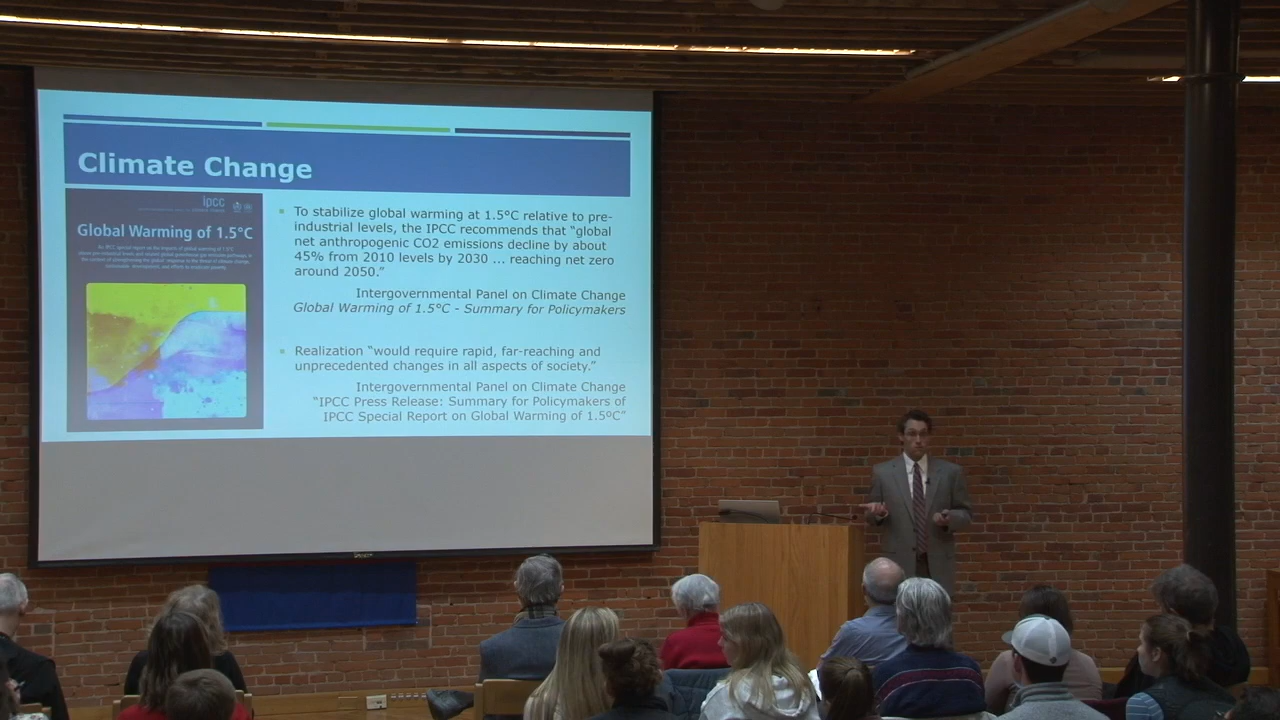 Climate Change
ipcc
Global Warming of 1.5°C
To stabilize global warming at 1.5°C relative to pre-
industrial levels, the IPCC recommends that “global
net anthropogenic CO2 emissions decline by about
45% from 2010 levels by 2030 ... reaching net zero
around 2050.”
Intergovernmental Panel on Climate Change
Global Warming of 1.5°C - Summary for Policymakers
Realization “would require rapid, far-reaching and
unprecedented changes in all aspects of society.”
Intergovernmental Panel on Climate Change
“IPCC Press Release: Summary for Policymakers of
IPCC Special Report on Global Warming of 1.5ºC”